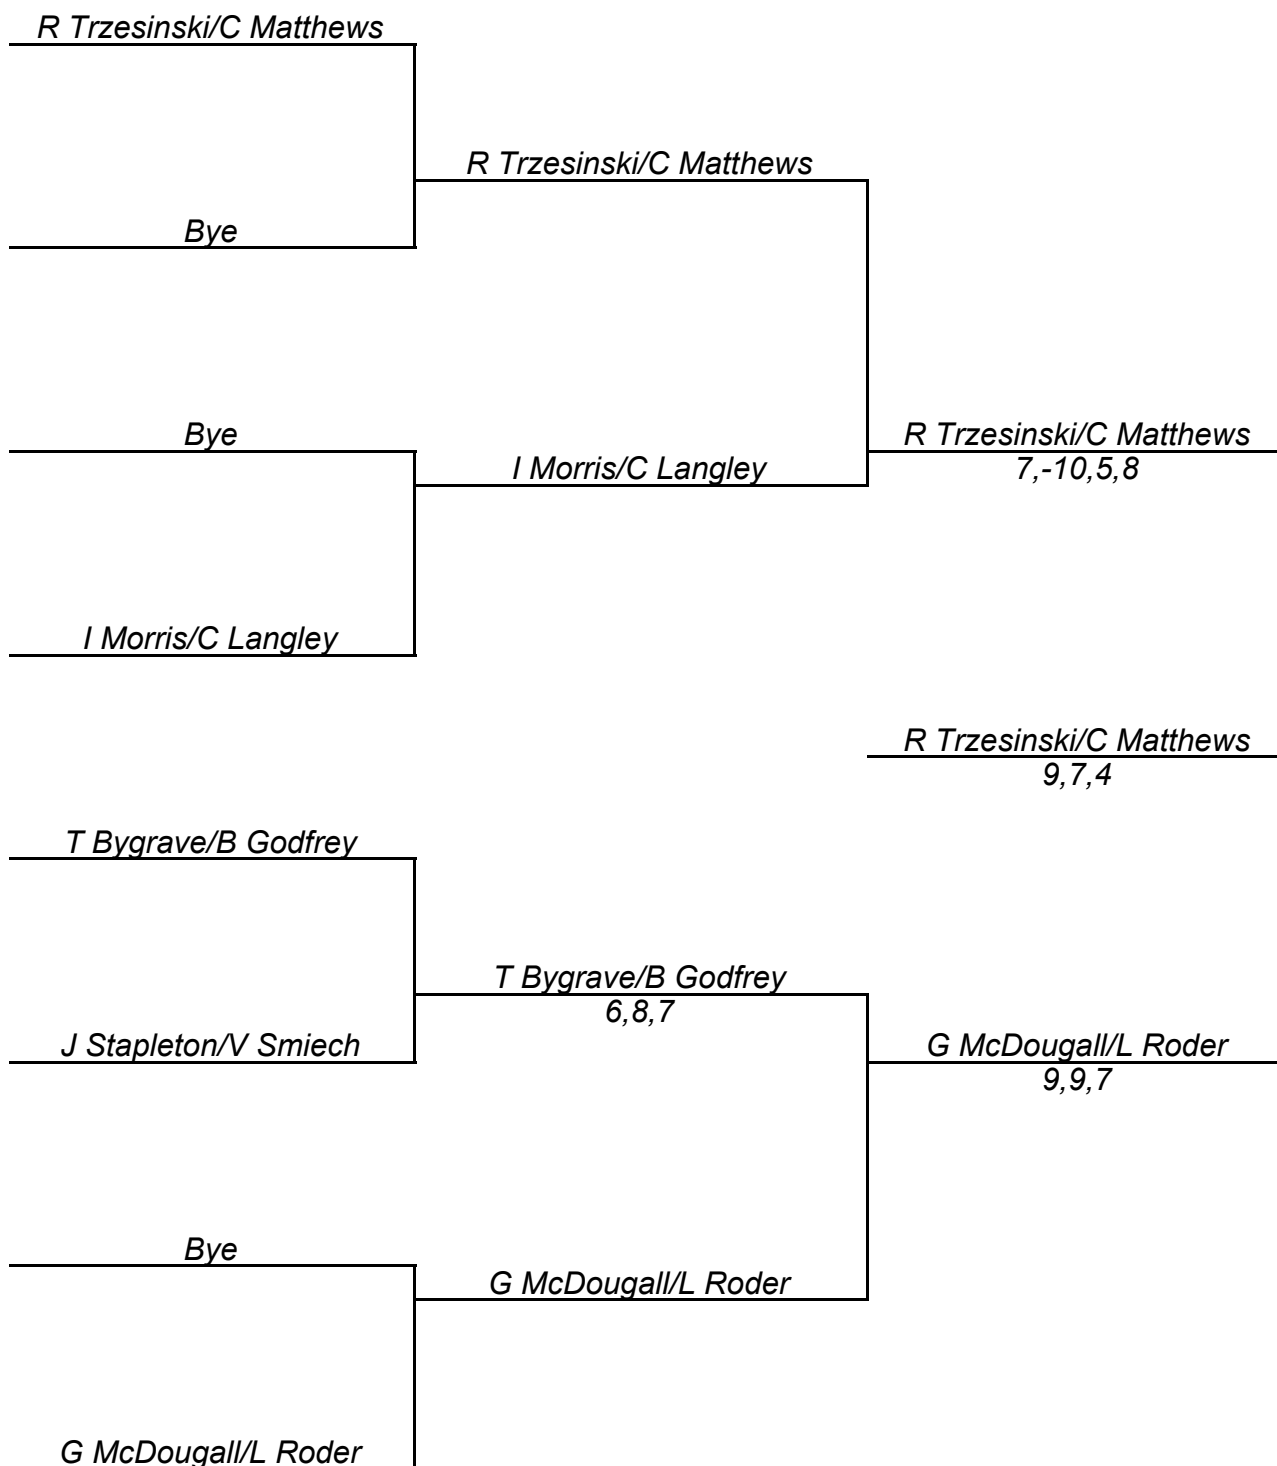 R Trzesinski/C Matthews
R Trzesinski/C Matthews
Bye
Bye
R Trzesinski/C Matthews
I Morris/C Langley
7,-10,5,8
I Morris/C Langley
R Trzesinski/C Matthews
9,7,4
T Bygrave/B Godfrey
T Bygrave/B Godfrey
6,8,7
J Stapleton/V Smiech
G McDougall/L Roder
9,9,7
Bye
G McDougall/L Roder
G McDougall/L Roder